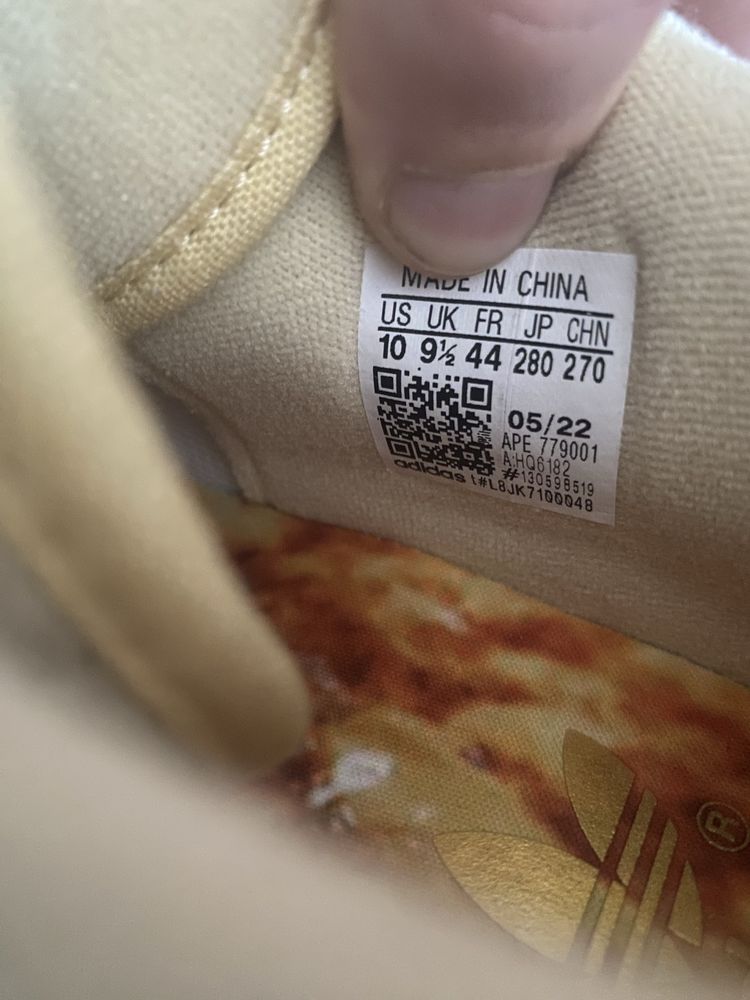 MADE IN CHINA
US UK FR JP CHN
10 9½ 44 280 270
05/22
APE 779001
A:HQ6182
#130598519
adidas t#L8JK7100048
®